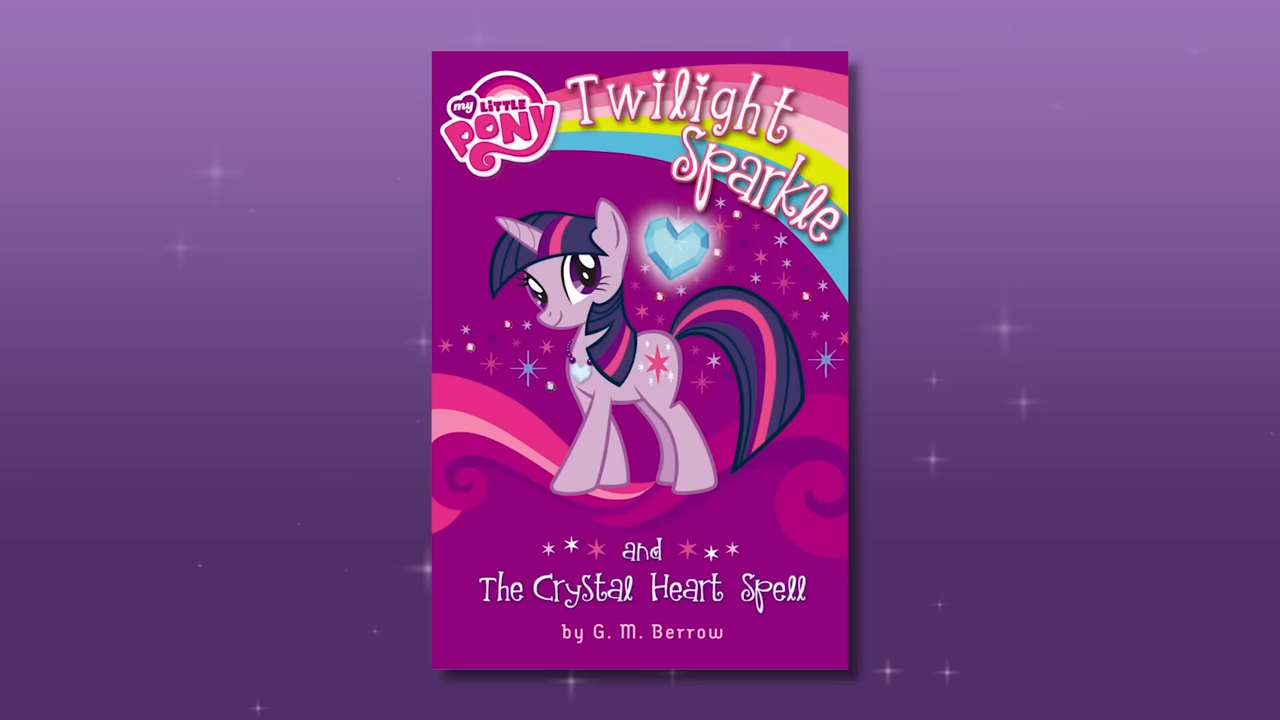 my LITTLE
PONY
Twilight
Sparkle
and
The Crystal Heart Spell
by G. M. Berrow